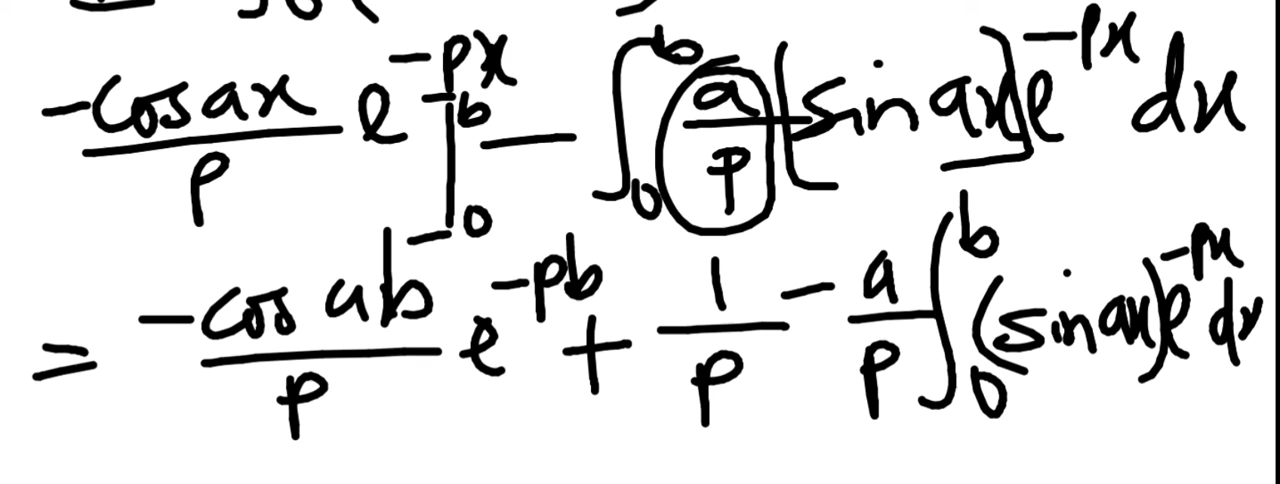 -cos ax/p e^{-px} |_0^b - ∫_0^b (a/p) (sin ax) e^{-px} dx
= -cos ab/p e^{-pb} + 1/p - a/p ∫_0^b (sin ax) e^{-px} dx